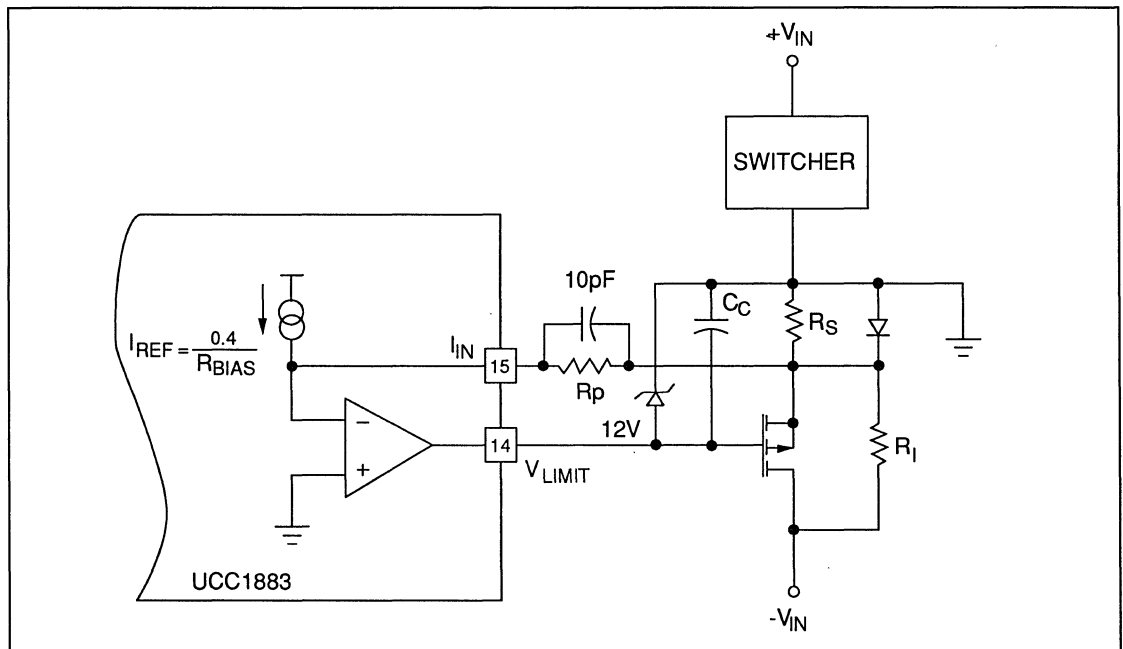 +VIN
SWITCHER
10pF
CC
RS
IREF = 0.4 / RBIAS
IIN
15
Rp
12V
14
VLIMIT
RI
UCC1883
-VIN